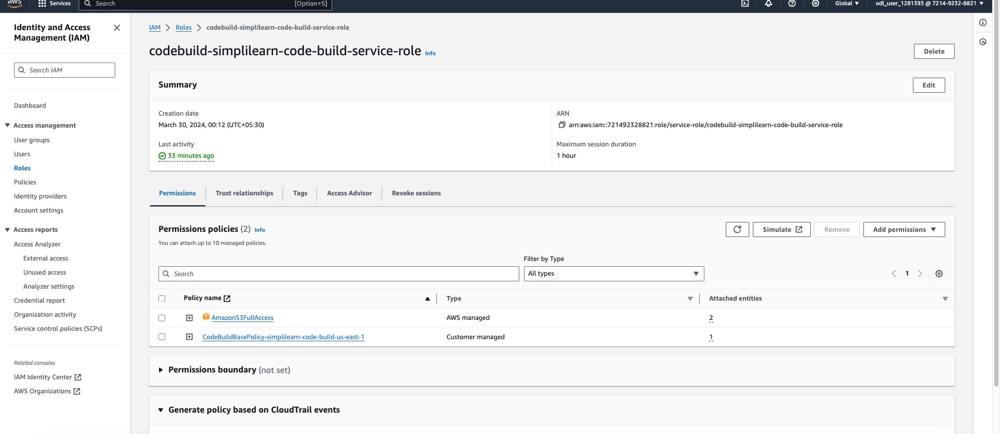 aws
Services
Search
[Option+S]
Global
odl_user_1281393 @ 7214-9232-8821
Identity and Access
Management (IAM)
Search IAM
Dashboard
Access management
User groups
Users
Roles
Policies
Identity providers
Account settings
Access reports
Access Analyzer
External access
Unused access
Analyzer settings
Credential report
Organization activity
Service control policies (SCPs)
Related consoles
IAM Identity Center
AWS Organizations
IAM > Roles > codebuild-simplilearn-code-build-service-role
codebuild-simplilearn-code-build-service-role Info
Delete
Summary
Edit
Creation date
March 30, 2024, 00:12 (UTC+05:30)
ARN
arn:aws:iam::721492328821:role/service-role/codebuild-simplilearn-code-build-service-role
Last activity
33 minutes ago
Maximum session duration
1 hour
Permissions
Trust relationships
Tags
Access Advisor
Revoke sessions
Permissions policies (2) Info
You can attach up to 10 managed policies.
Simulate
Remove
Add permissions
Filter by Type
Search
All types
1
Policy name
Type
Attached entities
AmazonS3FullAccess
AWS managed
2
CodeBuildBasePolicy-simplilearn-code-build-us-east-1
Customer managed
1
Permissions boundary (not set)
Generate policy based on CloudTrail events